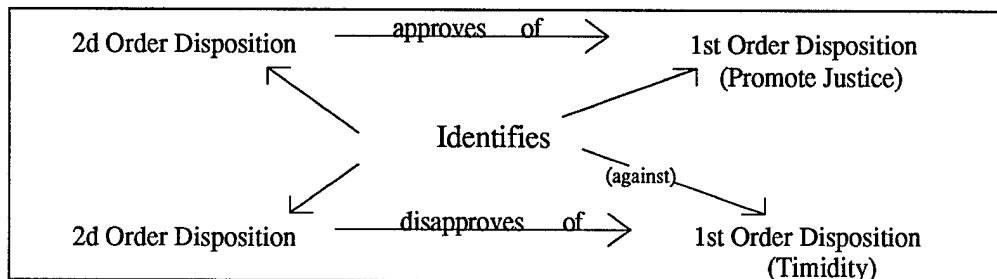 2d Order Disposition approves of 1st Order Disposition
(Promote Justice)
Identifies
(against)
2d Order Disposition disapproves of 1st Order Disposition
(Timidity)